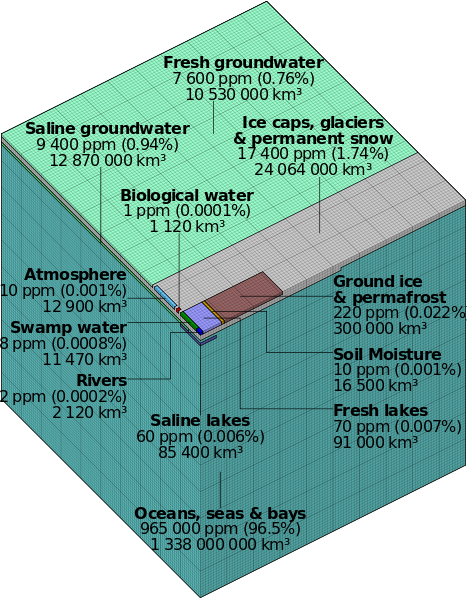 Fresh groundwater
7 600 ppm (0.76%)
10 530 000 km³
Ice caps, glaciers
& permanent snow
17 400 ppm (1.74%)
24 064 000 km³
Saline groundwater
9 400 ppm (0.94%)
12 870 000 km³
Biological water
1 ppm (0.0001%)
1 120 km³
Atmosphere
10 ppm (0.001%)
12 900 km³
Swamp water
8 ppm (0.0008%)
11 470 km³
Rivers
2 ppm (0.0002%)
2 120 km³
Ground ice
& permafrost
220 ppm (0.022%
300 000 km³
Soil Moisture
10 ppm (0.001%)
16 500 km³
Fresh lakes
70 ppm (0.007%)
91 000 km³
Saline lakes
60 ppm (0.006%)
85 400 km³
Oceans, seas & bays
965 000 ppm (96.5%)
1 338 000 000 km³